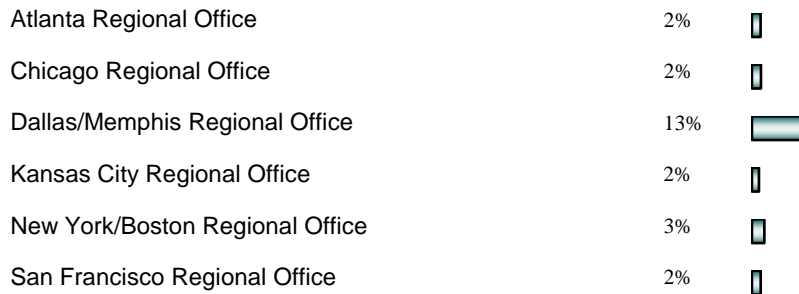 Atlanta Regional Office 2%
Chicago Regional Office 2%
Dallas/Memphis Regional Office 13%
Kansas City Regional Office 2%
New York/Boston Regional Office 3%
San Francisco Regional Office 2%